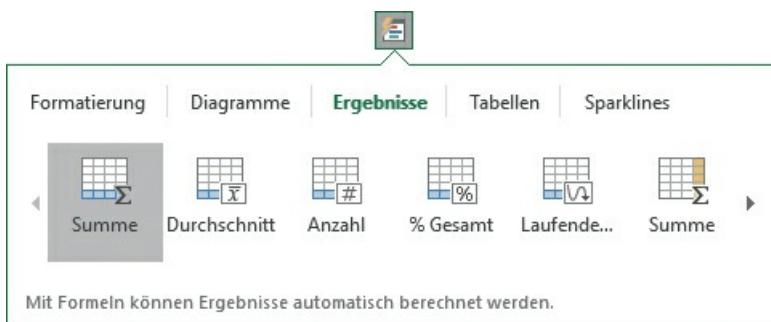 Formatierung Diagramme Ergebnisse Tabellen Sparklines
Summe Durchschnitt Anzahl % Gesamt Laufende... Summe
Mit Formeln können Ergebnisse automatisch berechnet werden.